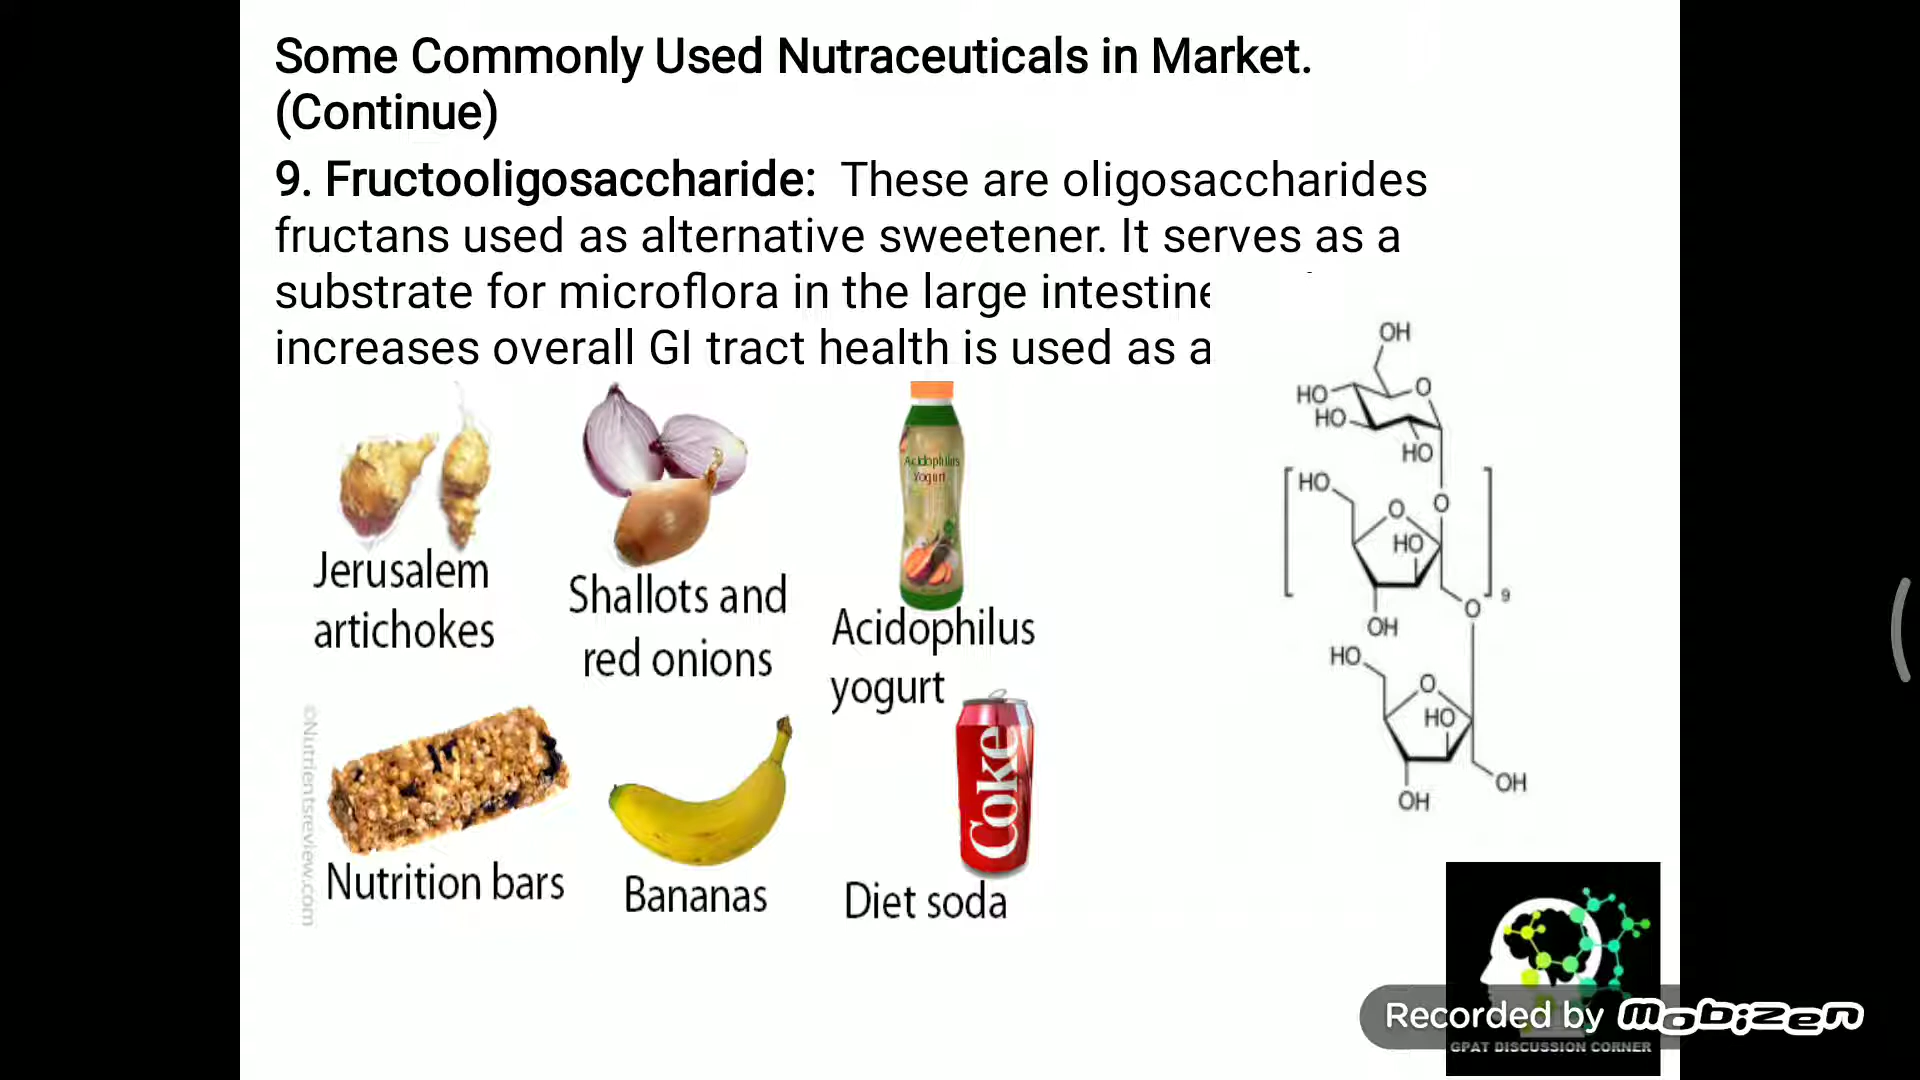 Some Commonly Used Nutraceuticals in Market.
(Continue)
9. Fructooligosaccharide: These are oligosaccharides
fructans used as alternative sweetener. It serves as a
substrate for microflora in the large intestine
increases overall GI tract health is used as a
OH
HO
O
HO
HO
HO
O
O
HO
9
O
OH
HO
O
HO
OH
OH
Acidophilus
Yogurt
Jerusalem
artichokes
Shallots and
red onions
Acidophilus
yogurt
Coke
Nutrition bars
Bananas
Diet soda
©Nutrientsreview.com
Recorded by mobizen
GPAT DISCUSSION CORNER